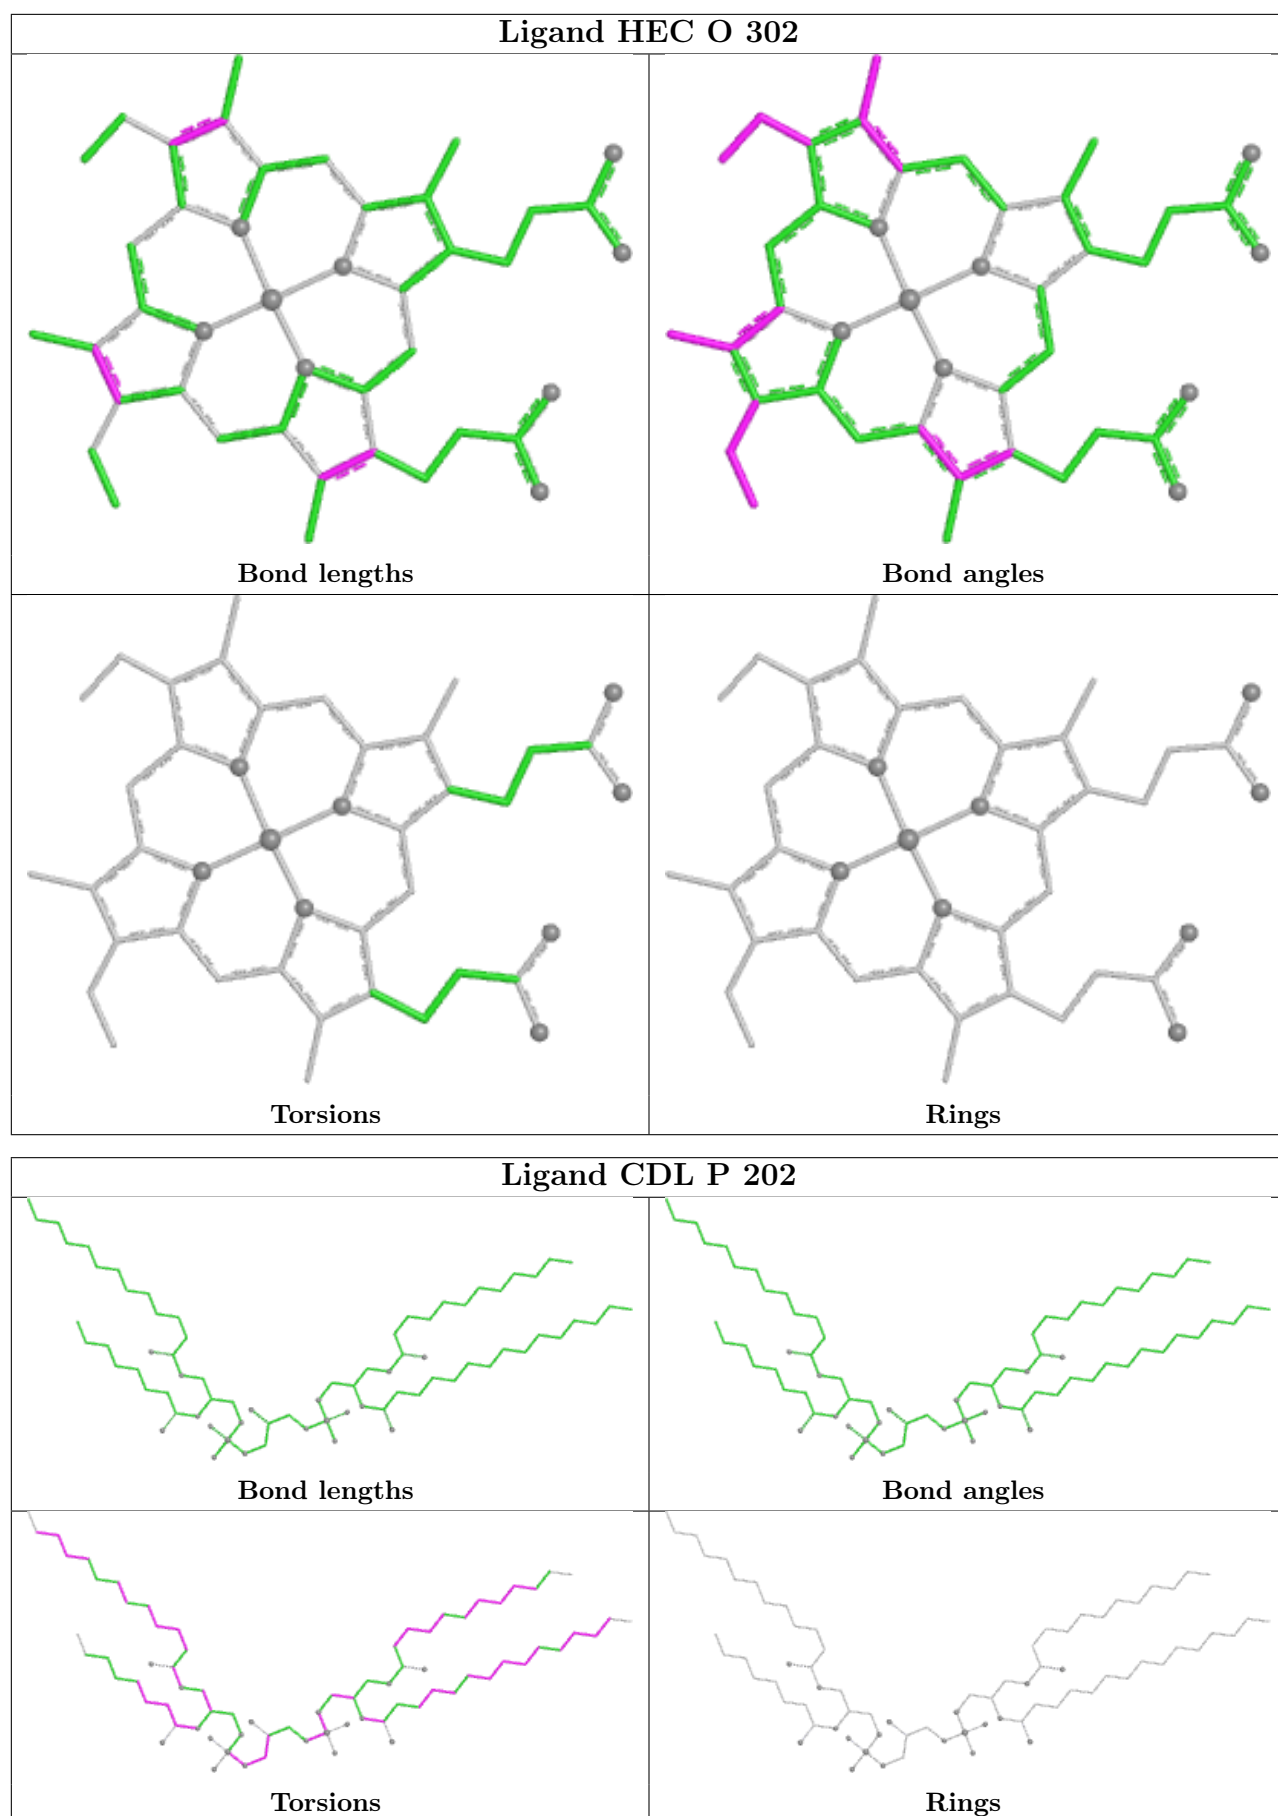 Ligand HEC O 302
Bond lengths
Bond angles
Torsions
Rings
Ligand CDL P 202
Bond lengths
Bond angles
Torsions
Rings